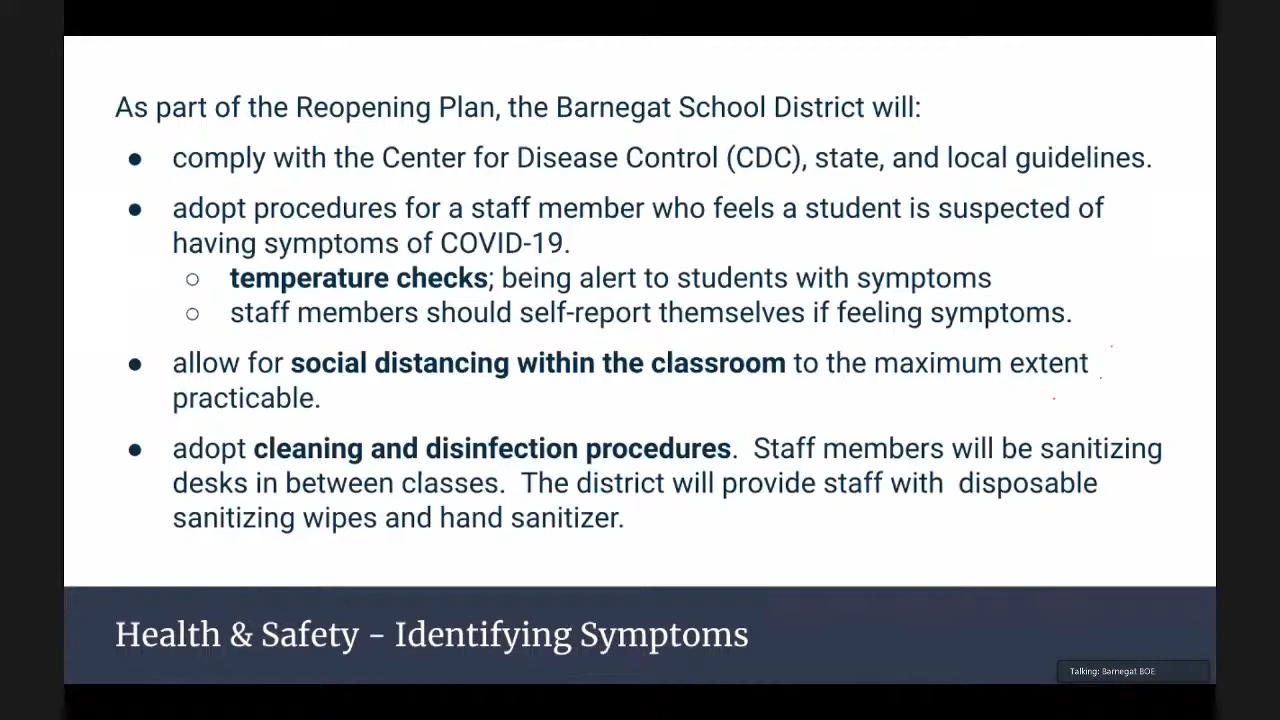 As part of the Reopening Plan, the Barnegat School District will:
● comply with the Center for Disease Control (CDC), state, and local guidelines.
● adopt procedures for a staff member who feels a student is suspected of
having symptoms of COVID-19.
○ temperature checks; being alert to students with symptoms
○ staff members should self-report themselves if feeling symptoms.
● allow for social distancing within the classroom to the maximum extent
practicable.
● adopt cleaning and disinfection procedures.  Staff members will be sanitizing
desks in between classes.  The district will provide staff with  disposable
sanitizing wipes and hand sanitizer.
Health & Safety - Identifying Symptoms
Talking: Barnegat BOE